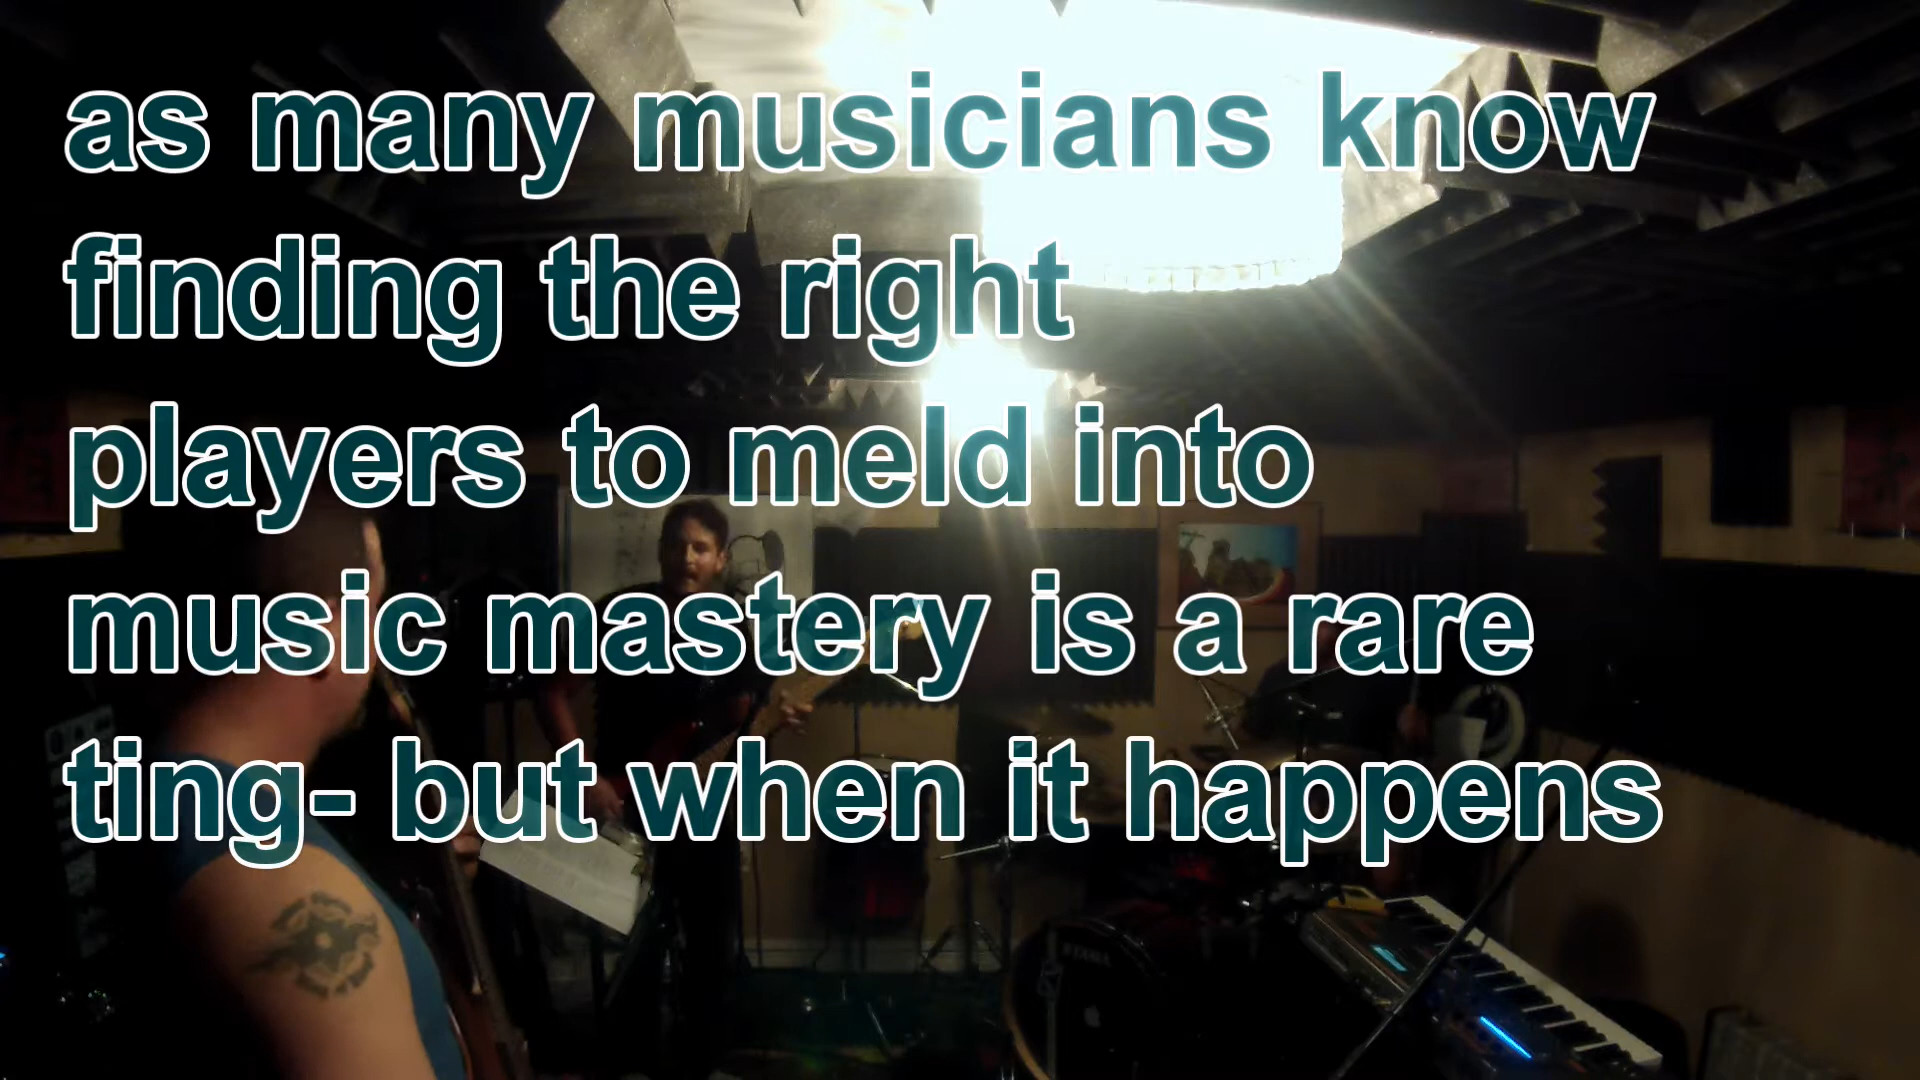 as many musicians know
finding the right
players to meld into
music mastery is a rare
ting- but when it happens
TAMA